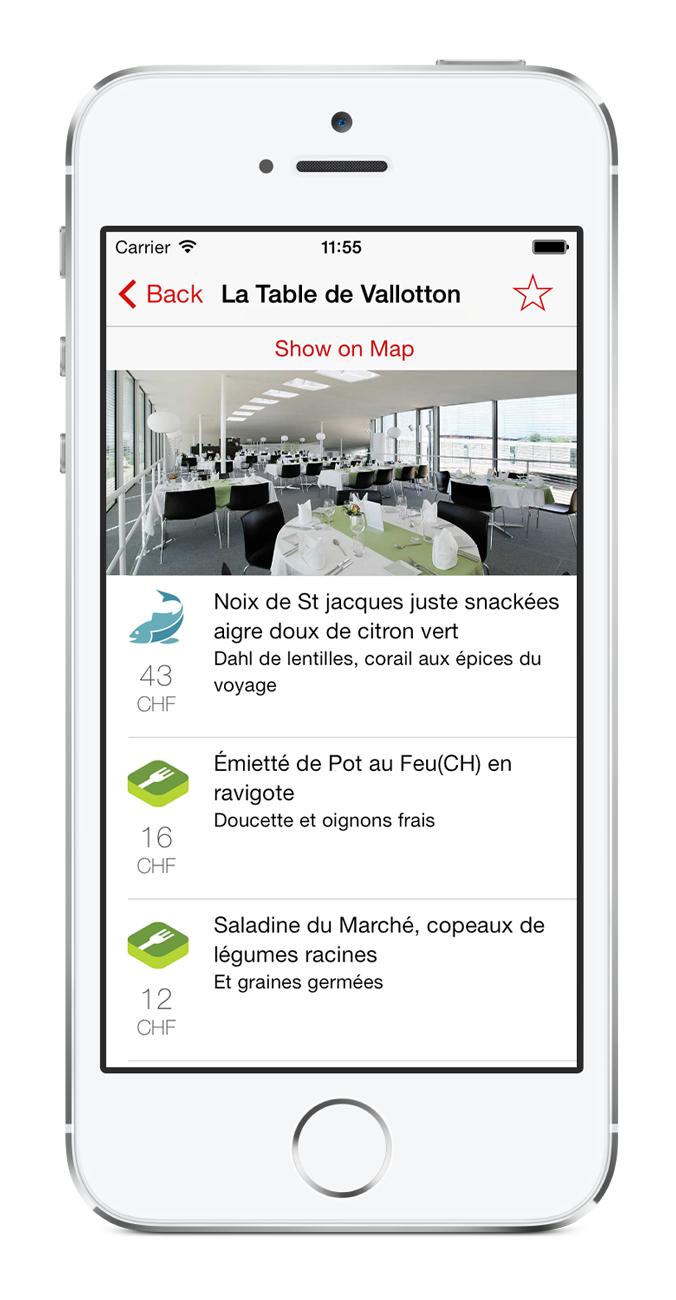 Carrier 11:55
Back La Table de Vallotton
Show on Map
Noix de St jacques juste snackées
aigre doux de citron vert
Dahl de lentilles, corail aux épices du
voyage
43
CHF
Émietté de Pot au Feu(CH) en
ravigote
Doucette et oignons frais
16
CHF
Saladine du Marché, copeaux de
légumes racines
Et graines germées
12
CHF